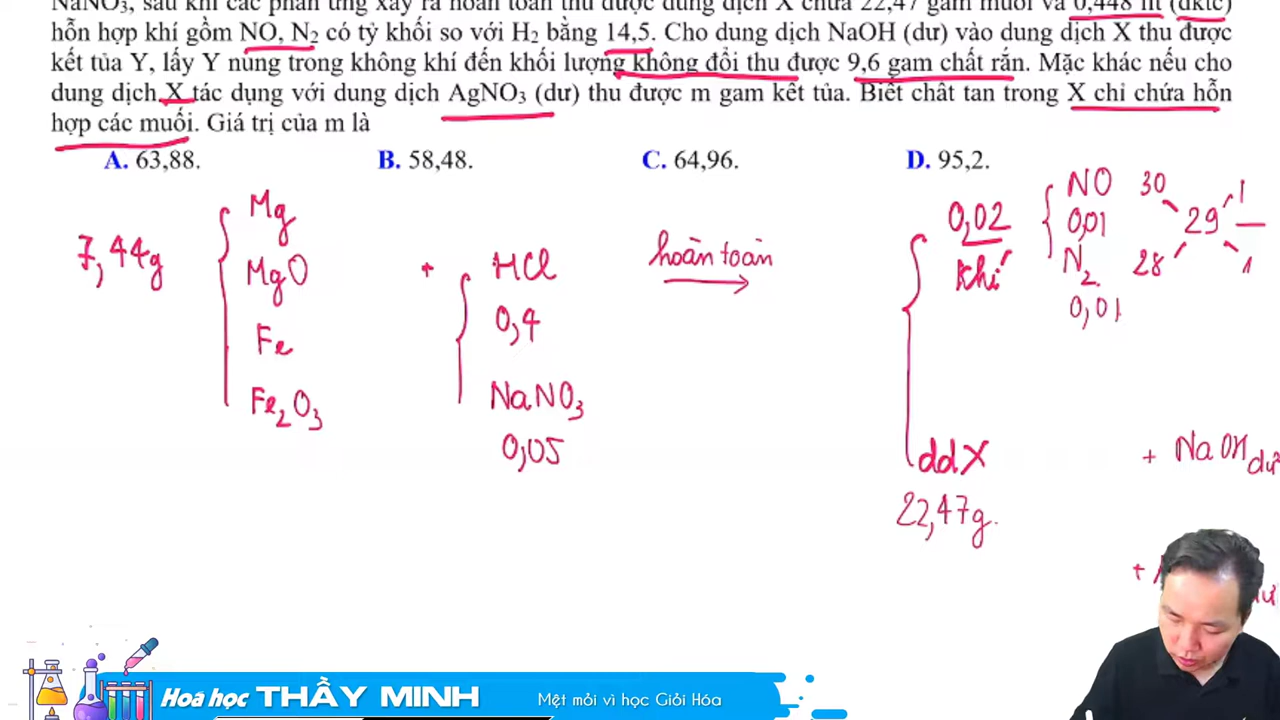 NaNO₃, sau khi các phản ứng xảy ra hoàn toàn thu được dung dịch X chứa 22,47 gam muối và 0,448 lít (đktc)
hỗn hợp khí gồm NO, N₂ có tỷ khối so với H₂ bằng 14,5. Cho dung dịch NaOH (dư) vào dung dịch X thu được
kết tủa Y, lấy Y nung trong không khí đến khối lượng không đổi thu được 9,6 gam chất rắn. Mặc khác nếu cho
dung dịch X tác dụng với dung dịch AgNO₃ (dư) thu được m gam kết tủa. Biết chất tan trong X chỉ chứa hỗn
hợp các muối. Giá trị của m là
A. 63,88. B. 58,48. C. 64,96. D. 95,2.
7,44g
Mg
MgO
Fe
Fe₂O₃
+
HCl
0,4
NaNO₃
0,05
hoàn toàn
0,02
khí
NO 30 1
0,01 29
N₂ 28 1
0,01
ddX
22,47g.
+ NaOH dư
+
Hoá học THẦY MINH Mệt mỏi vì học Giỏi Hóa